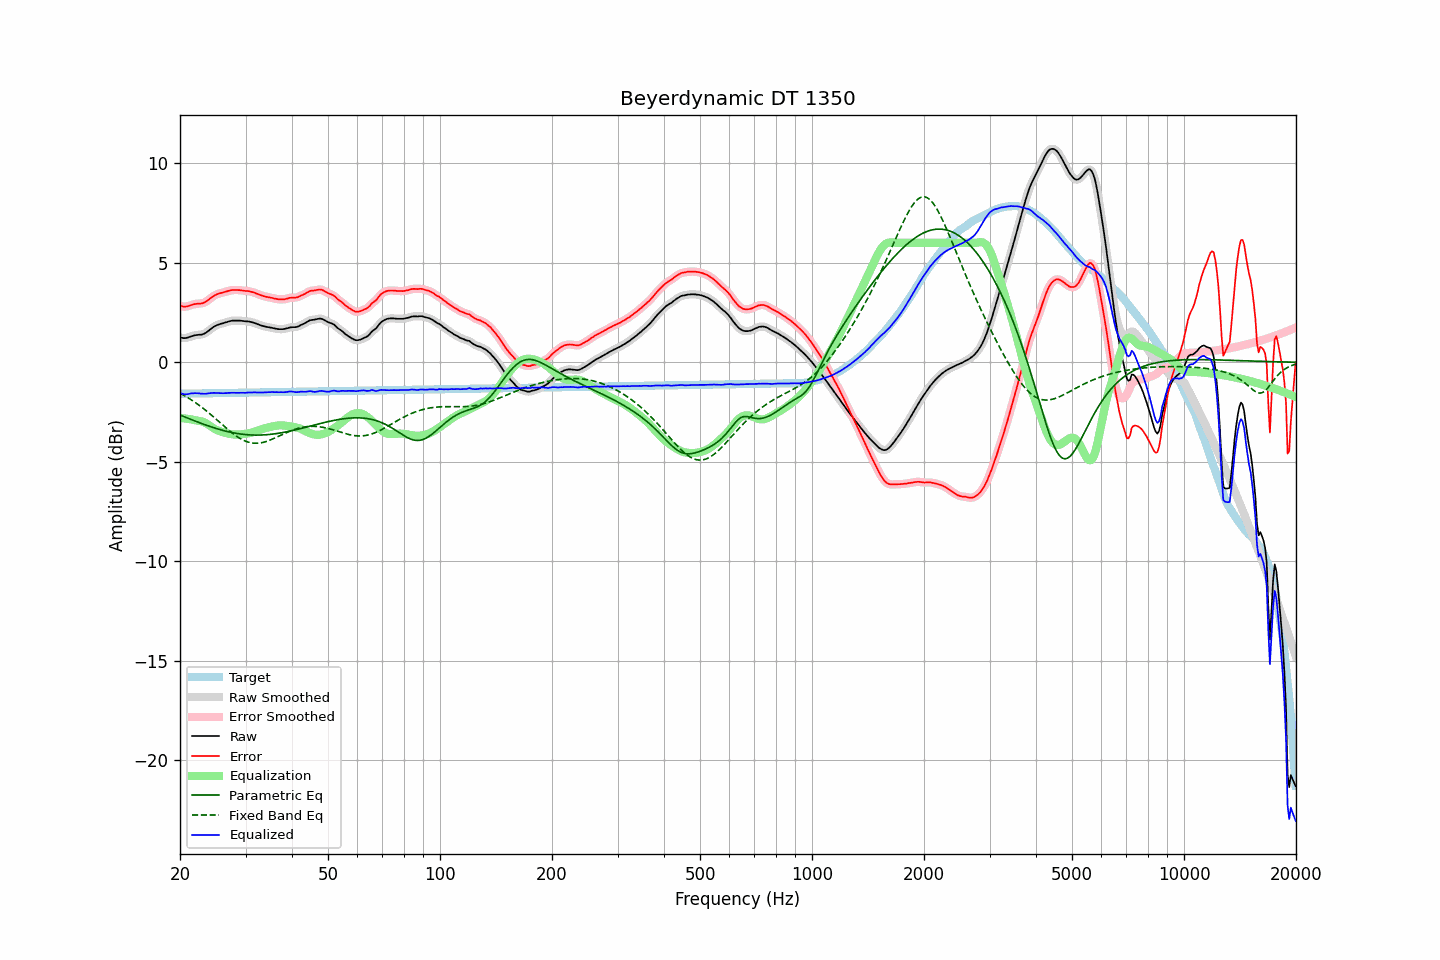 Beyerdynamic DT 1350
Amplitude (dBr)
10
5
0
−5
−10
−15
−20
Target
Raw Smoothed
Error Smoothed
Raw
Error
Equalization
Parametric Eq
Fixed Band Eq
Equalized
20 50 100 200 500 1000 2000 5000 10000 20000
Frequency (Hz)